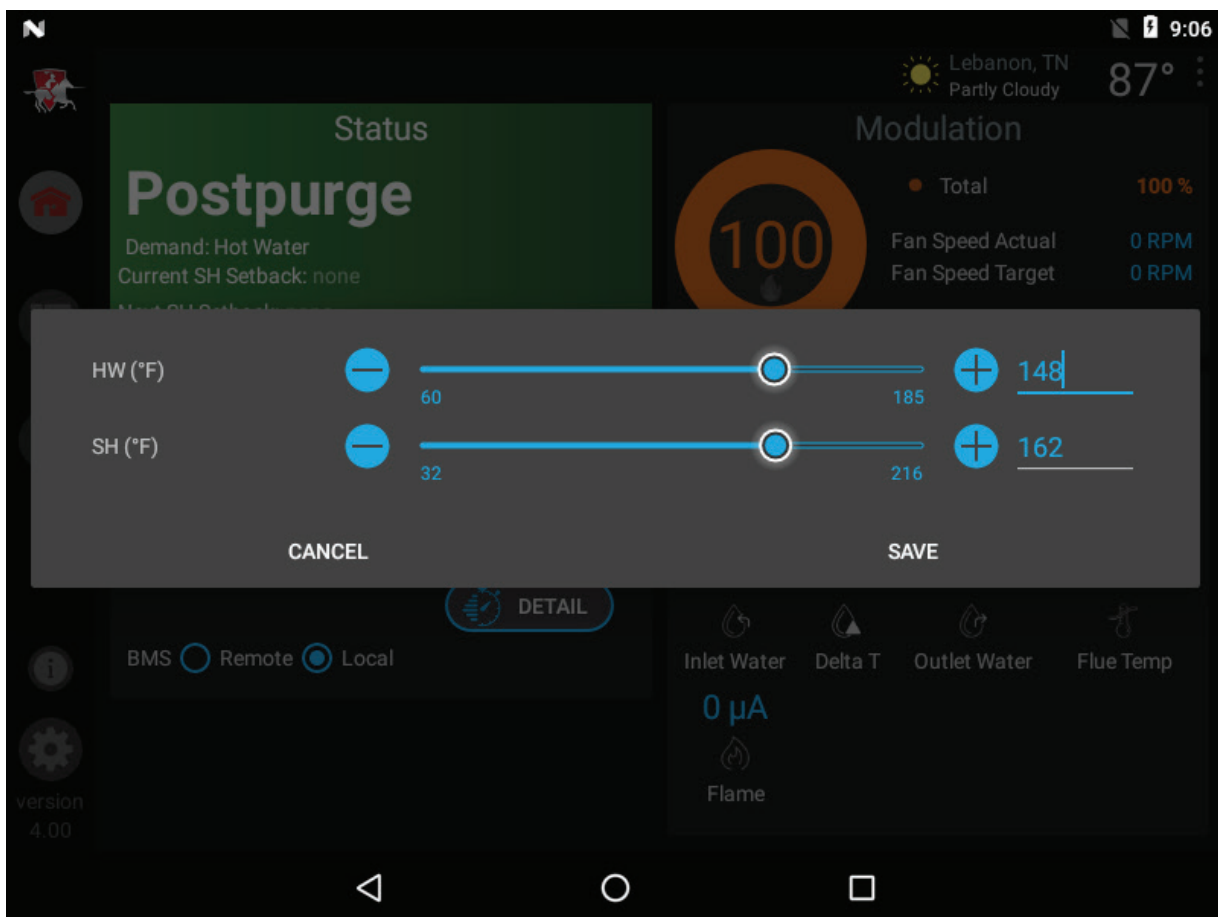 N 9:06
Lebanon, TN
Partly Cloudy
87°
Status
Postpurge
Demand: Hot Water
Current SH Setback: none
Modulation
100
Total 100 %
Fan Speed Actual 0 RPM
Fan Speed Target 0 RPM
HW (°F)
60
185
148
SH (°F)
32
216
162
CANCEL SAVE
DETAIL
BMS Remote Local
Inlet Water Delta T Outlet Water Flue Temp
0 µA
Flame
version
4.00